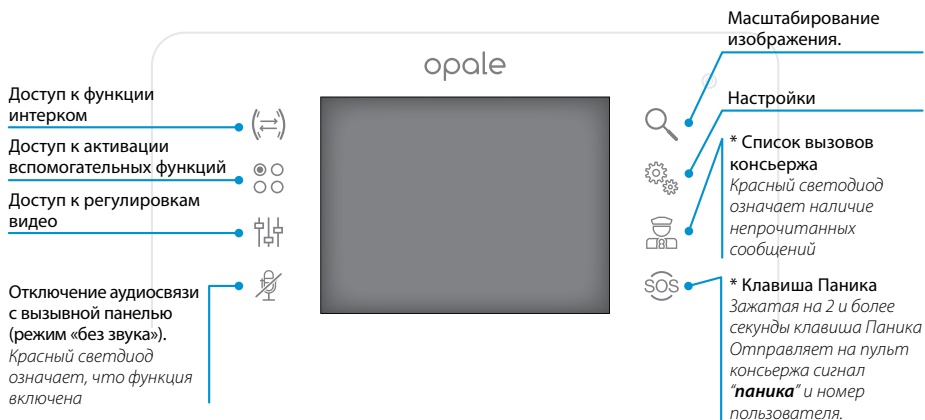 opale
Доступ к функции
интерком
Доступ к активации
вспомогательных функций
Доступ к регулировкам
видео
Отключение аудиосвязи
с вызывной панелью
(режим «без звука»).
Красный светдиод
означает, что функция
включена
Масштабирование
изображения.
Настройки
* Список вызовов
консьержа
Красный светодиод
означает наличие
непрочитанных
сообщений
SOS
* Клавиша Паника
Зажатая на 2 и более
секунды клавиша Паника
Отправляет на пульт
консьержа сигнал
“паника” и номер
пользователя.